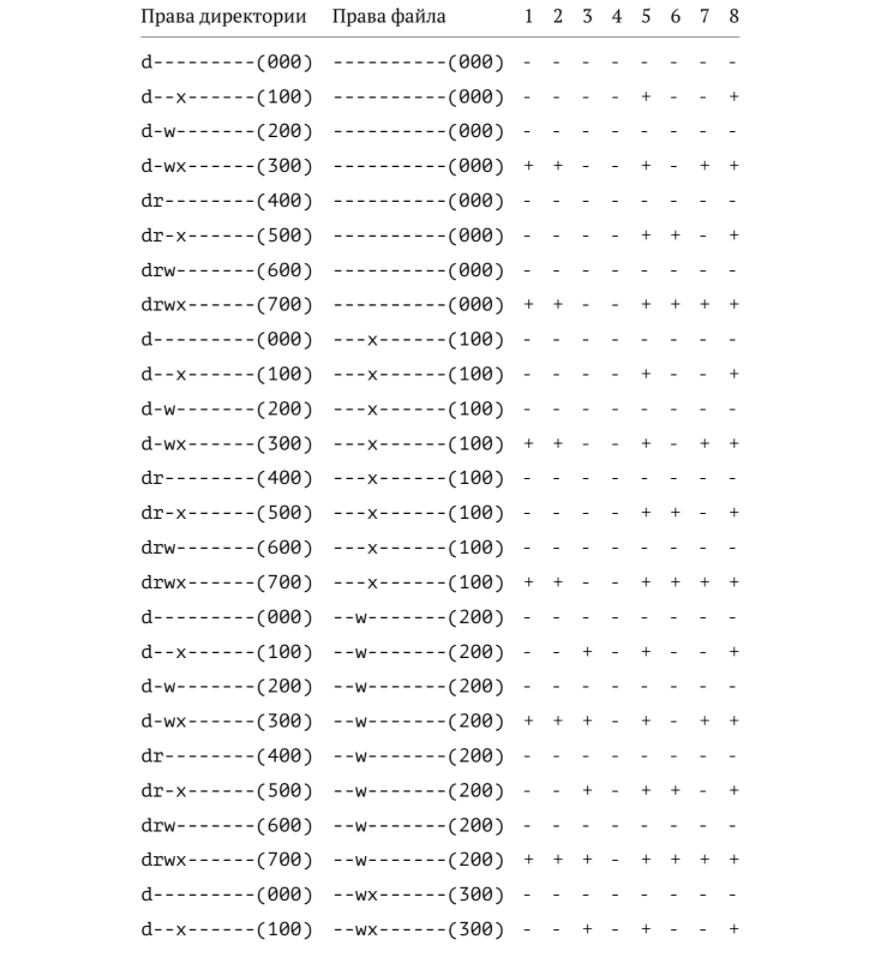 Права директории Права файла 1 2 3 4 5 6 7 8
d---------(000) ----------(000) - - - - - - - -
d--x------(100) ----------(000) - - - - + - - +
d-w-------(200) ----------(000) - - - - - - - -
d-wx------(300) ----------(000) + + - - + - + +
dr--------(400) ----------(000) - - - - - - - -
dr-x------(500) ----------(000) - - - - + + - +
drw-------(600) ----------(000) - - - - - - - -
drwx------(700) ----------(000) + + - - + + + +
d---------(000) ---x------(100) - - - - - - - -
d--x------(100) ---x------(100) - - - - + - - +
d-w-------(200) ---x------(100) - - - - - - - -
d-wx------(300) ---x------(100) + + - - + - + +
dr--------(400) ---x------(100) - - - - - - - -
dr-x------(500) ---x------(100) - - - - + + - +
drw-------(600) ---x------(100) - - - - - - - -
drwx------(700) ---x------(100) + + - - + + + +
d---------(000) --w-------(200) - - - - - - - -
d--x------(100) --w-------(200) - - + - + - - +
d-w-------(200) --w-------(200) - - - - - - - -
d-wx------(300) --w-------(200) + + + - + - + +
dr--------(400) --w-------(200) - - - - - - - -
dr-x------(500) --w-------(200) - - + - + + - +
drw-------(600) --w-------(200) - - - - - - - -
drwx------(700) --w-------(200) + + + - + + + +
d---------(000) --wx------(300) - - - - - - - -
d--x------(100) --wx------(300) - - + - + - - +